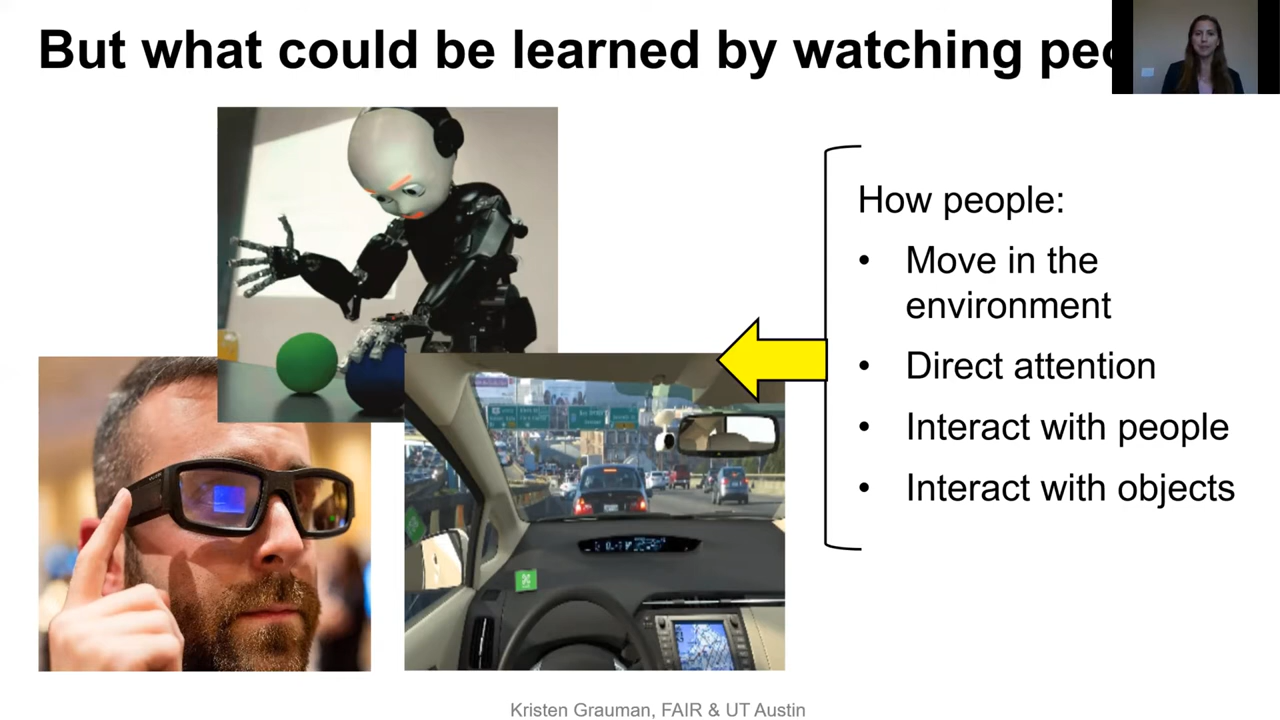 But what could be learned by watching
How people:
• Move in the
environment
• Direct attention
• Interact with people
• Interact with objects
Kristen Grauman, FAIR & UT Austin